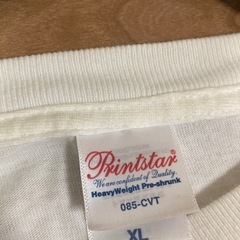 Printstar
We are confident of Quality.
HeavyWeight Pre-shrunk
085-CVT
XL